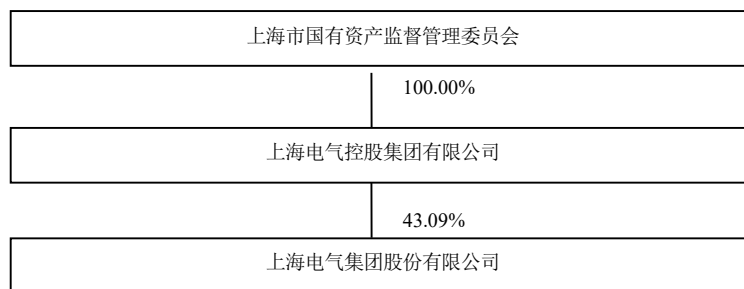 上海市国有资产监督管理委员会
100.00%
上海电气控股集团有限公司
43.09%
上海电气集团股份有限公司